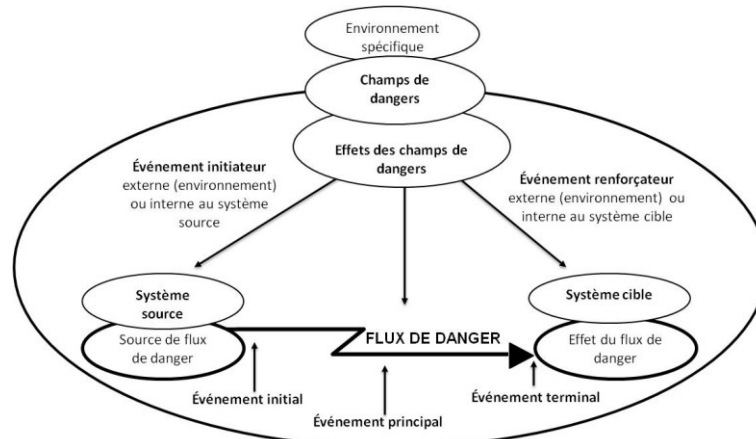 Environnement
spécifique
Champs de
dangers
Effets des champs de
dangers
Événement initiateur
externe (environnement)
ou interne au système
source
Événement renforçateur
externe (environnement) ou
interne au système cible
Système
source
Source de flux
de danger
FLUX DE DANGER
Système cible
Effet du flux de
danger
Événement initial
Événement principal
Événement terminal